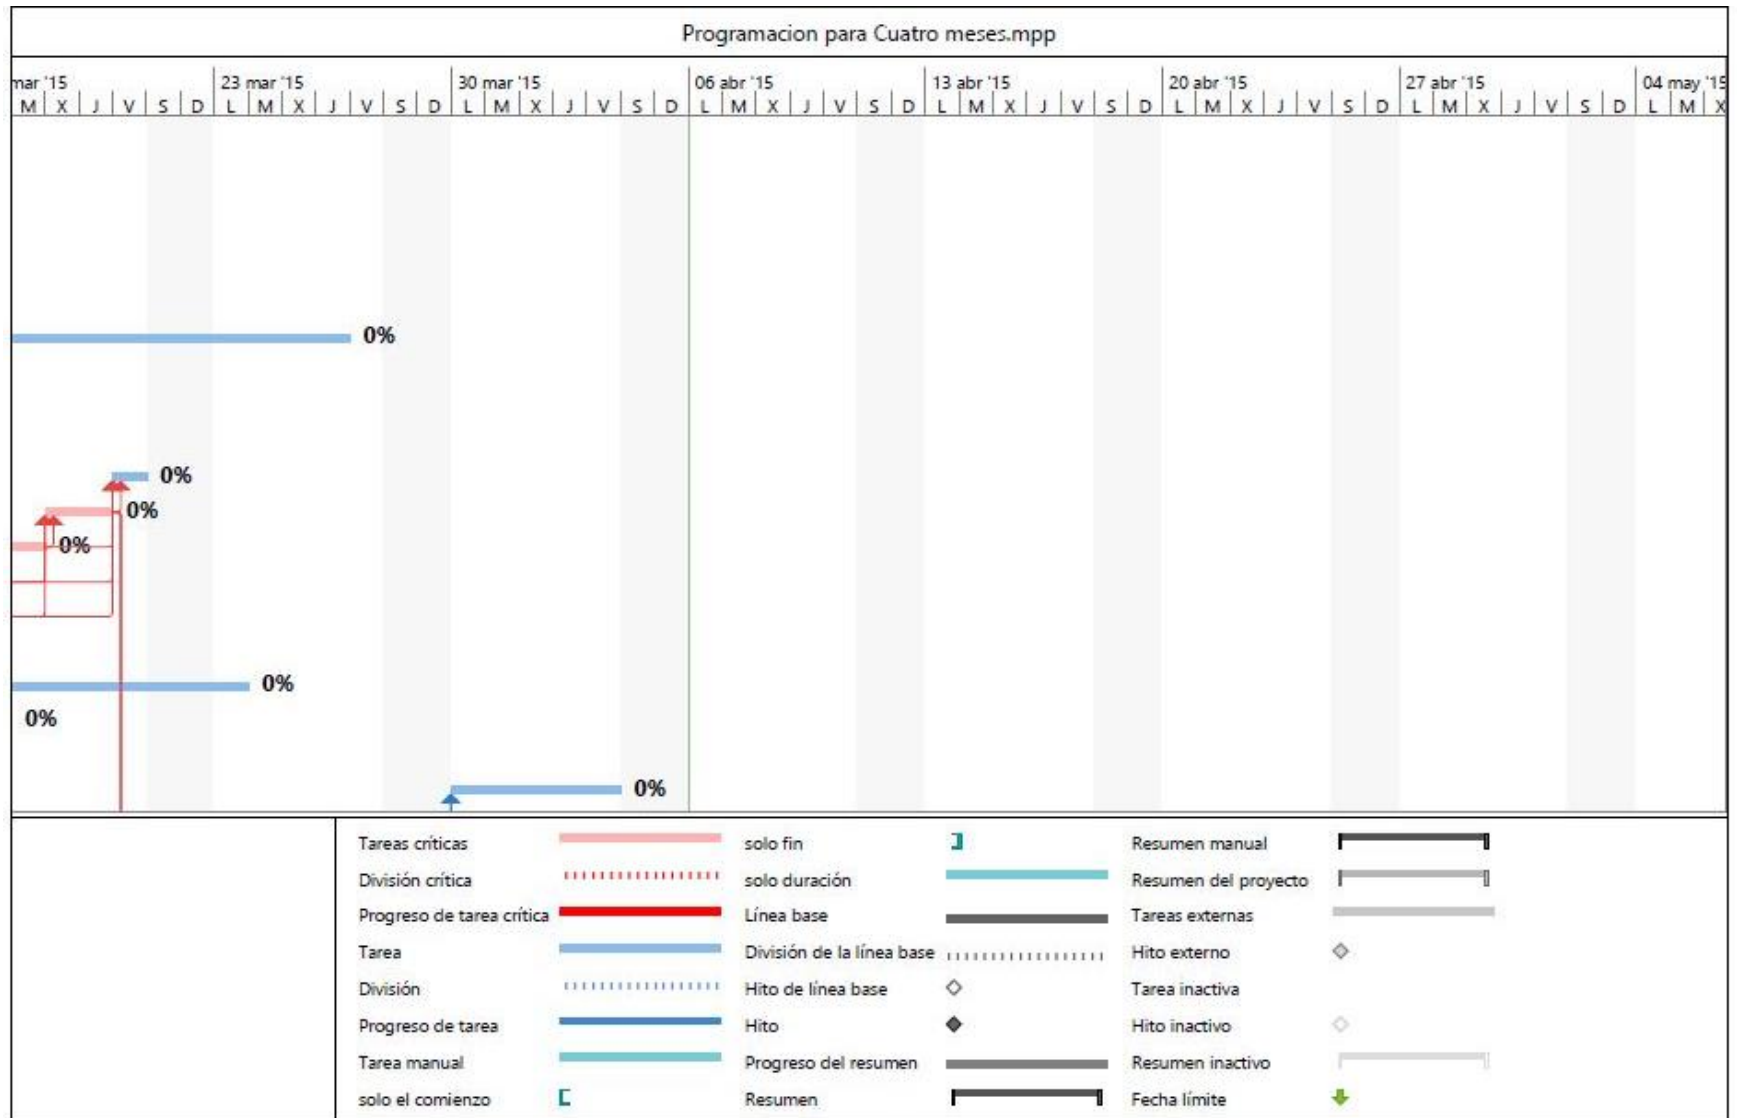 Programacion para Cuatro meses.mpp
mar '15 23 mar '15 30 mar '15 06 abr '15 13 abr '15 20 abr '15 27 abr '15 04 may '15
M X J V S D L M X J V S D L M X J V S D L M X J V S D L M X J V S D L M X J V S D L M X J V S D L M X
0%
0%
0%
0%
0%
0%
0%
Tareas críticas solo fin Resumen manual
División crítica solo duración Resumen del proyecto
Progreso de tarea crítica Línea base Tareas externas
Tarea División de la línea base Hito externo
División Hito de línea base Tarea inactiva
Progreso de tarea Hito Hito inactivo
Tarea manual Progreso del resumen Resumen inactivo
solo el comienzo Resumen Fecha límite